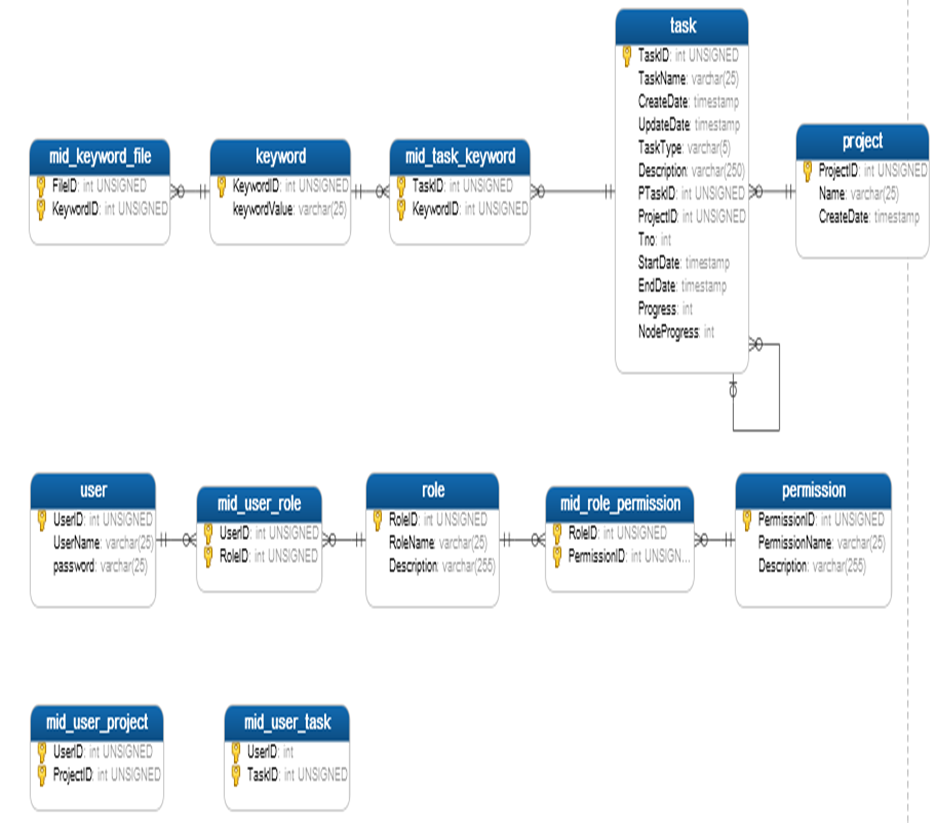 task
TaskID: int UNSIGNED
TaskName: varchar(25)
CreateDate: timestamp
UpdateDate: timestamp
TaskType: varchar(5)
Description: varchar(250)
PTaskID: int UNSIGNED
ProjectID: int UNSIGNED
Tno: int
StartDate: timestamp
EndDate: timestamp
Progress: int
NodeProgress: int
mid_keyword_file
FileID: int UNSIGNED
KeywordID: int UNSIGNED
keyword
KeywordID: int UNSIGNED
keywordValue: varchar(25)
mid_task_keyword
TaskID: int UNSIGNED
KeywordID: int UNSIGNED
project
ProjectID: int UNSIGNED
Name: varchar(25)
CreateDate: timestamp
user
UserID: int UNSIGNED
UserName: varchar(25)
password: varchar(25)
mid_user_role
UserID: int UNSIGNED
RoleID: int UNSIGNED
role
RoleID: int UNSIGNED
RoleName: varchar(25)
Description: varchar(255)
mid_role_permission
RoleID: int UNSIGNED
PermissionID: int UNSIGN...
permission
PermissionID: int UNSIGNED
PermissionName: varchar(25)
Description: varchar(255)
mid_user_project
UserID: int UNSIGNED
ProjectID: int UNSIGNED
mid_user_task
UserID: int
TaskID: int UNSIGNED